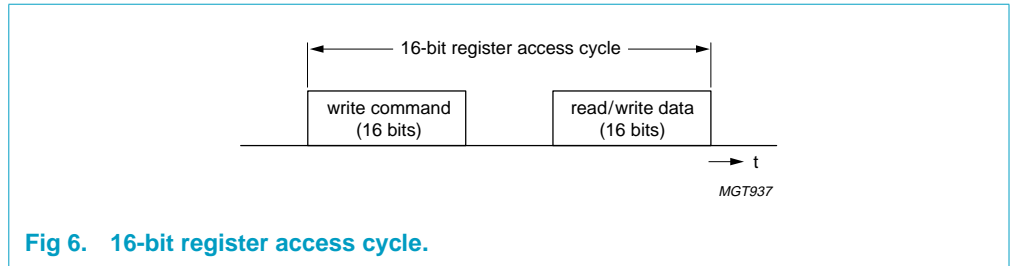 16-bit register access cycle
write command
(16 bits)
read/write data
(16 bits)
t
MGT937
Fig 6. 16-bit register access cycle.